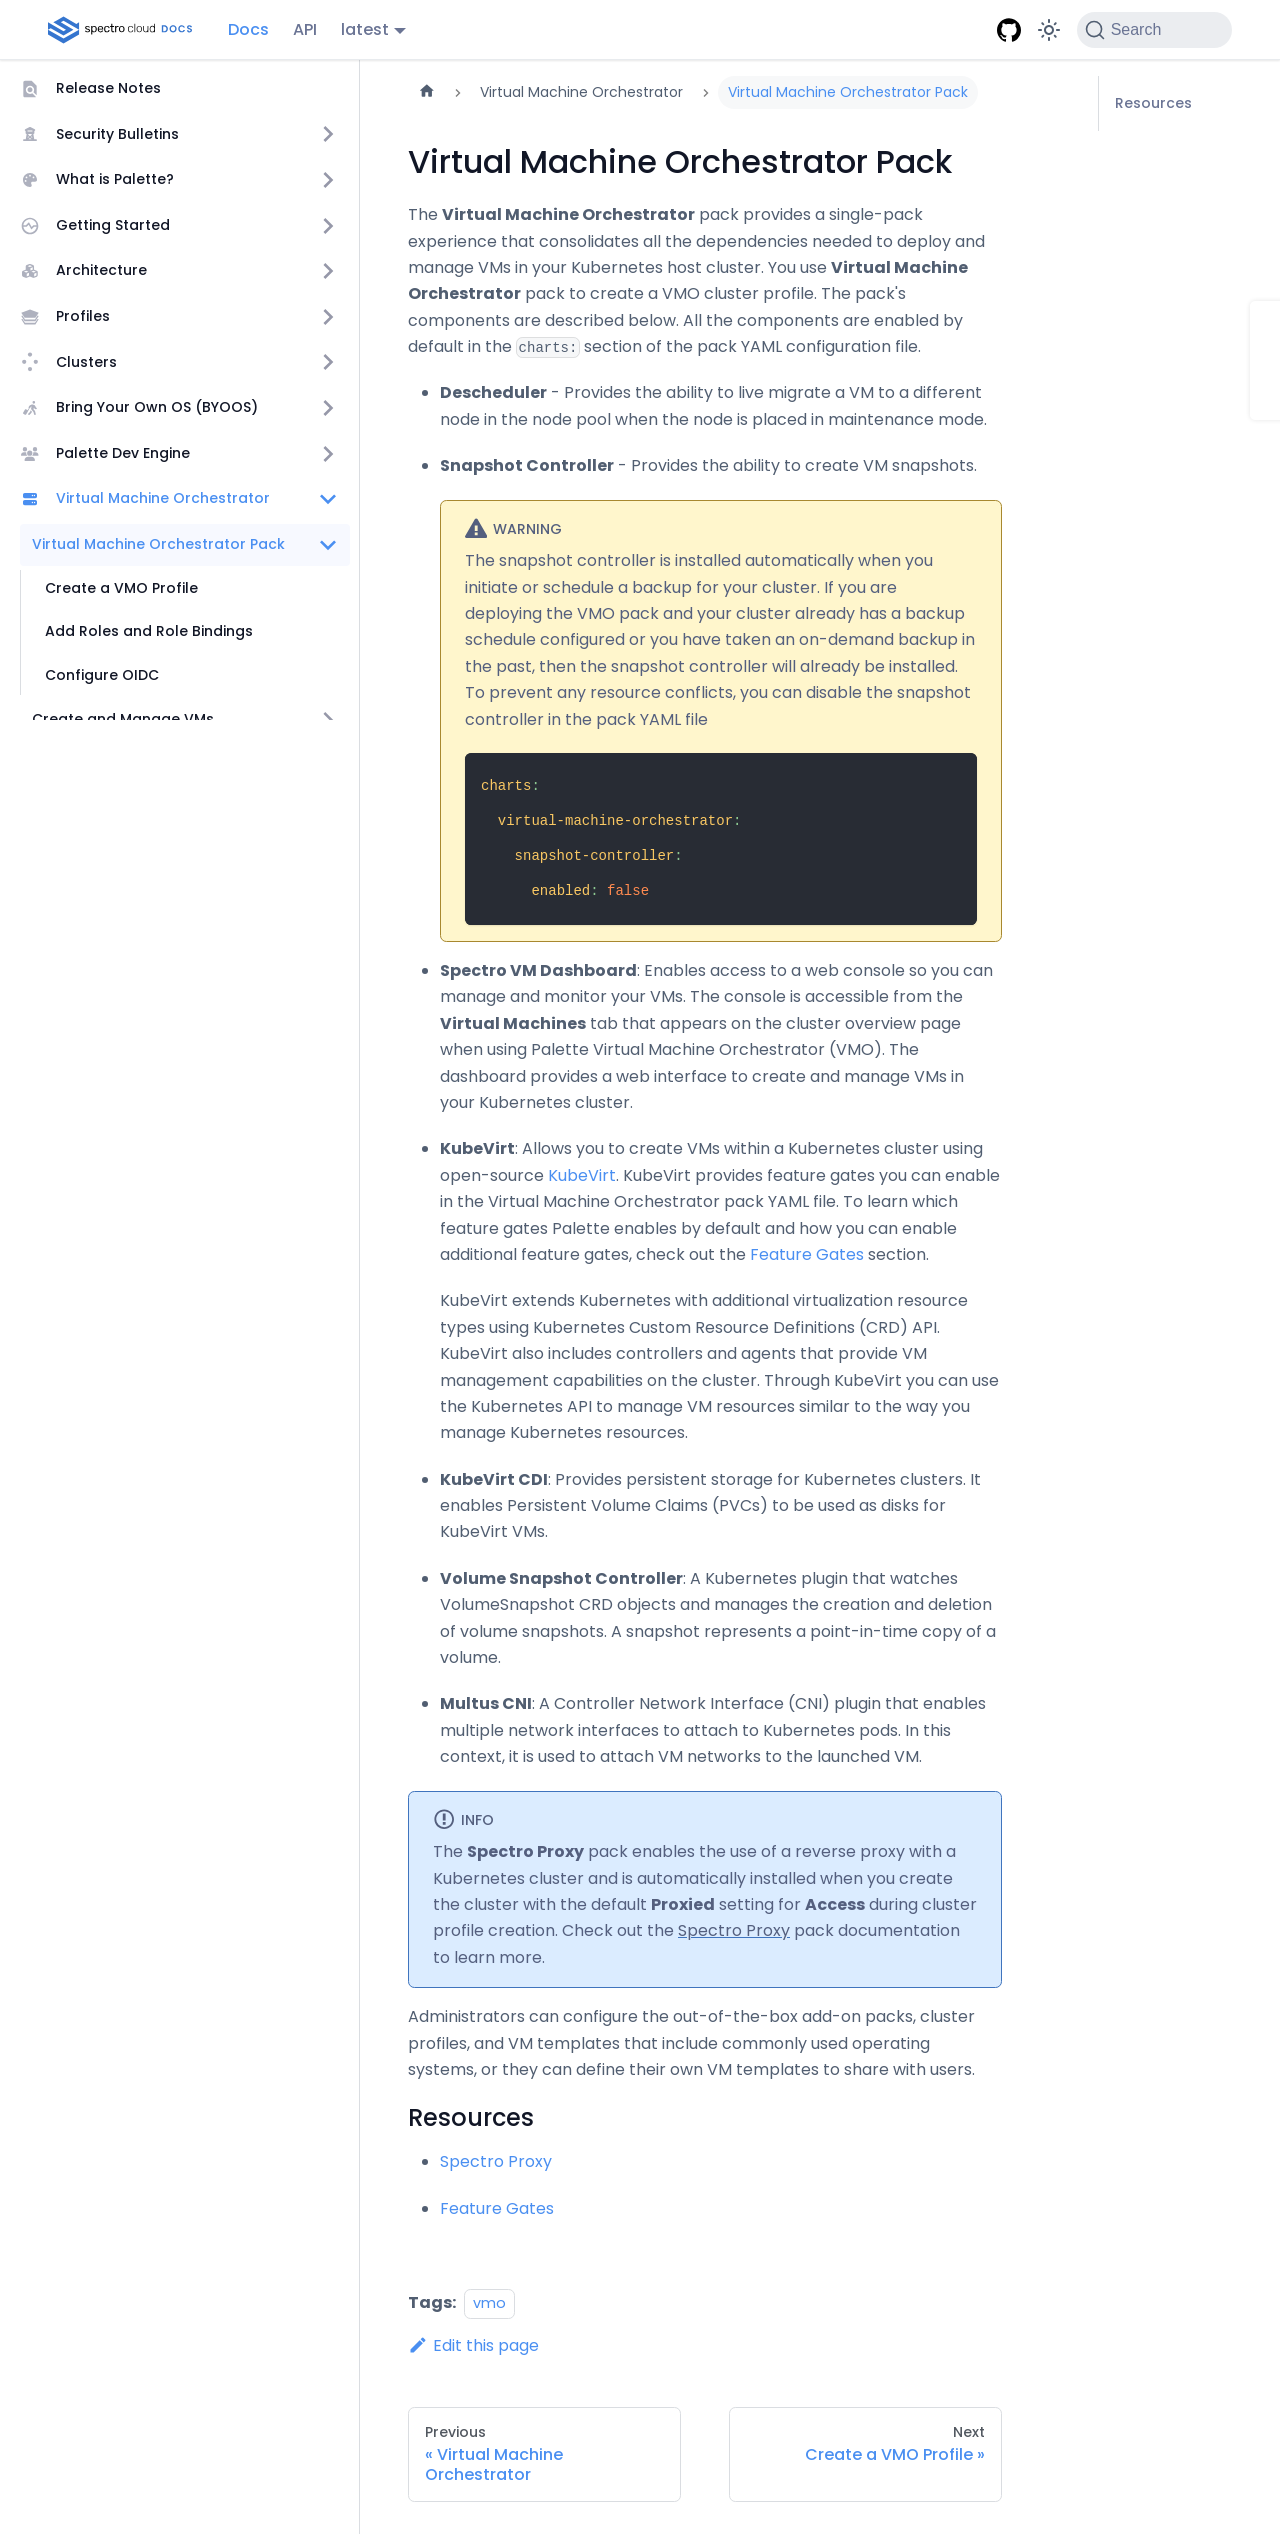 spectro cloud DOCS
Docs
API
latest
Search
Release Notes
Security Bulletins
What is Palette?
Getting Started
Architecture
Profiles
Clusters
Bring Your Own OS (BYOOS)
Palette Dev Engine
Virtual Machine Orchestrator
Virtual Machine Orchestrator Pack
Create a VMO Profile
Add Roles and Role Bindings
Configure OIDC
Create and Manage VMs
Virtual Machine Orchestrator
Virtual Machine Orchestrator Pack
Resources
Virtual Machine Orchestrator Pack
The Virtual Machine Orchestrator pack provides a single-pack
experience that consolidates all the dependencies needed to deploy and
manage VMs in your Kubernetes host cluster. You use Virtual Machine
Orchestrator pack to create a VMO cluster profile. The pack's
components are described below. All the components are enabled by
default in the charts: section of the pack YAML configuration file.
Descheduler - Provides the ability to live migrate a VM to a different
node in the node pool when the node is placed in maintenance mode.
Snapshot Controller - Provides the ability to create VM snapshots.
WARNING
The snapshot controller is installed automatically when you
initiate or schedule a backup for your cluster. If you are
deploying the VMO pack and your cluster already has a backup
schedule configured or you have taken an on-demand backup in
the past, then the snapshot controller will already be installed.
To prevent any resource conflicts, you can disable the snapshot
controller in the pack YAML file
charts:
virtual-machine-orchestrator:
snapshot-controller:
enabled: false
Spectro VM Dashboard: Enables access to a web console so you can
manage and monitor your VMs. The console is accessible from the
Virtual Machines tab that appears on the cluster overview page
when using Palette Virtual Machine Orchestrator (VMO). The
dashboard provides a web interface to create and manage VMs in
your Kubernetes cluster.
KubeVirt: Allows you to create VMs within a Kubernetes cluster using
open-source KubeVirt. KubeVirt provides feature gates you can enable
in the Virtual Machine Orchestrator pack YAML file. To learn which
feature gates Palette enables by default and how you can enable
additional feature gates, check out the Feature Gates section.
KubeVirt extends Kubernetes with additional virtualization resource
types using Kubernetes Custom Resource Definitions (CRD) API.
KubeVirt also includes controllers and agents that provide VM
management capabilities on the cluster. Through KubeVirt you can use
the Kubernetes API to manage VM resources similar to the way you
manage Kubernetes resources.
KubeVirt CDI: Provides persistent storage for Kubernetes clusters. It
enables Persistent Volume Claims (PVCs) to be used as disks for
KubeVirt VMs.
Volume Snapshot Controller: A Kubernetes plugin that watches
VolumeSnapshot CRD objects and manages the creation and deletion
of volume snapshots. A snapshot represents a point-in-time copy of a
volume.
Multus CNI: A Controller Network Interface (CNI) plugin that enables
multiple network interfaces to attach to Kubernetes pods. In this
context, it is used to attach VM networks to the launched VM.
INFO
The Spectro Proxy pack enables the use of a reverse proxy with a
Kubernetes cluster and is automatically installed when you create
the cluster with the default Proxied setting for Access during cluster
profile creation. Check out the Spectro Proxy pack documentation
to learn more.
Administrators can configure the out-of-the-box add-on packs, cluster
profiles, and VM templates that include commonly used operating
systems, or they can define their own VM templates to share with users.
Resources
Spectro Proxy
Feature Gates
Tags: vmo
Edit this page
Previous
« Virtual Machine
Orchestrator
Next
Create a VMO Profile »